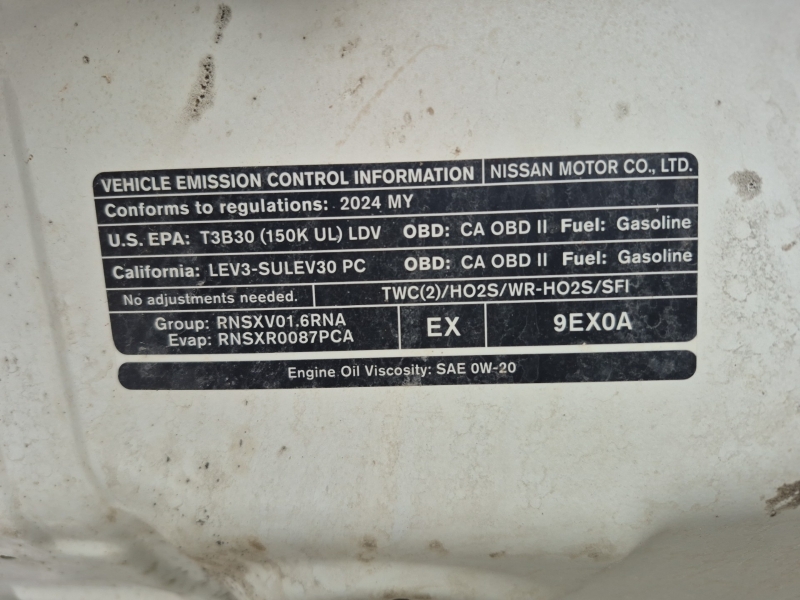 VEHICLE EMISSION CONTROL INFORMATION NISSAN MOTOR CO., LTD.
Conforms to regulations: 2024 MY
U.S. EPA: T3B30 (150K UL) LDV OBD: CA OBD II Fuel: Gasoline
California: LEV3-SULEV30 PC OBD: CA OBD II Fuel: Gasoline
No adjustments needed. TWC(2)/HO2S/WR-HO2S/SFI
Group: RNSXV01.6RNA
Evap: RNSXR0087PCA
EX
9EX0A
Engine Oil Viscosity: SAE 0W-20